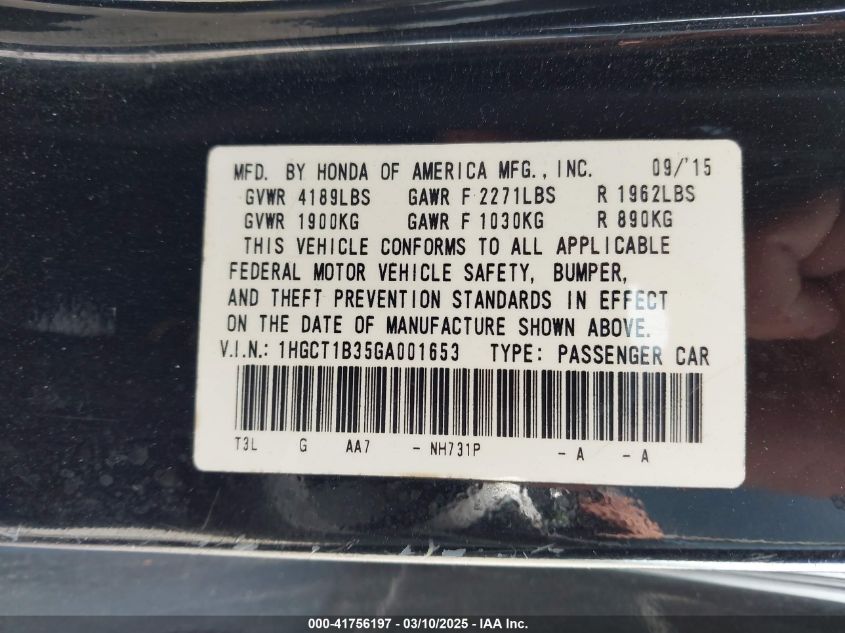 MFD. BY HONDA OF AMERICA MFG., INC. 09/'15
GVWR 4189LBS GAWR F 2271LBS R 1962LBS
GVWR 1900KG GAWR F 1030KG R 890KG
THIS VEHICLE CONFORMS TO ALL APPLICABLE
FEDERAL MOTOR VEHICLE SAFETY, BUMPER,
AND THEFT PREVENTION STANDARDS IN EFFECT
ON THE DATE OF MANUFACTURE SHOWN ABOVE.
V.I.N.: 1HGCT1B35GA001653 TYPE: PASSENGER CAR
T3L G AA7 - NH731P - A - A
000-41756197 - 03/10/2025 - IAA Inc.